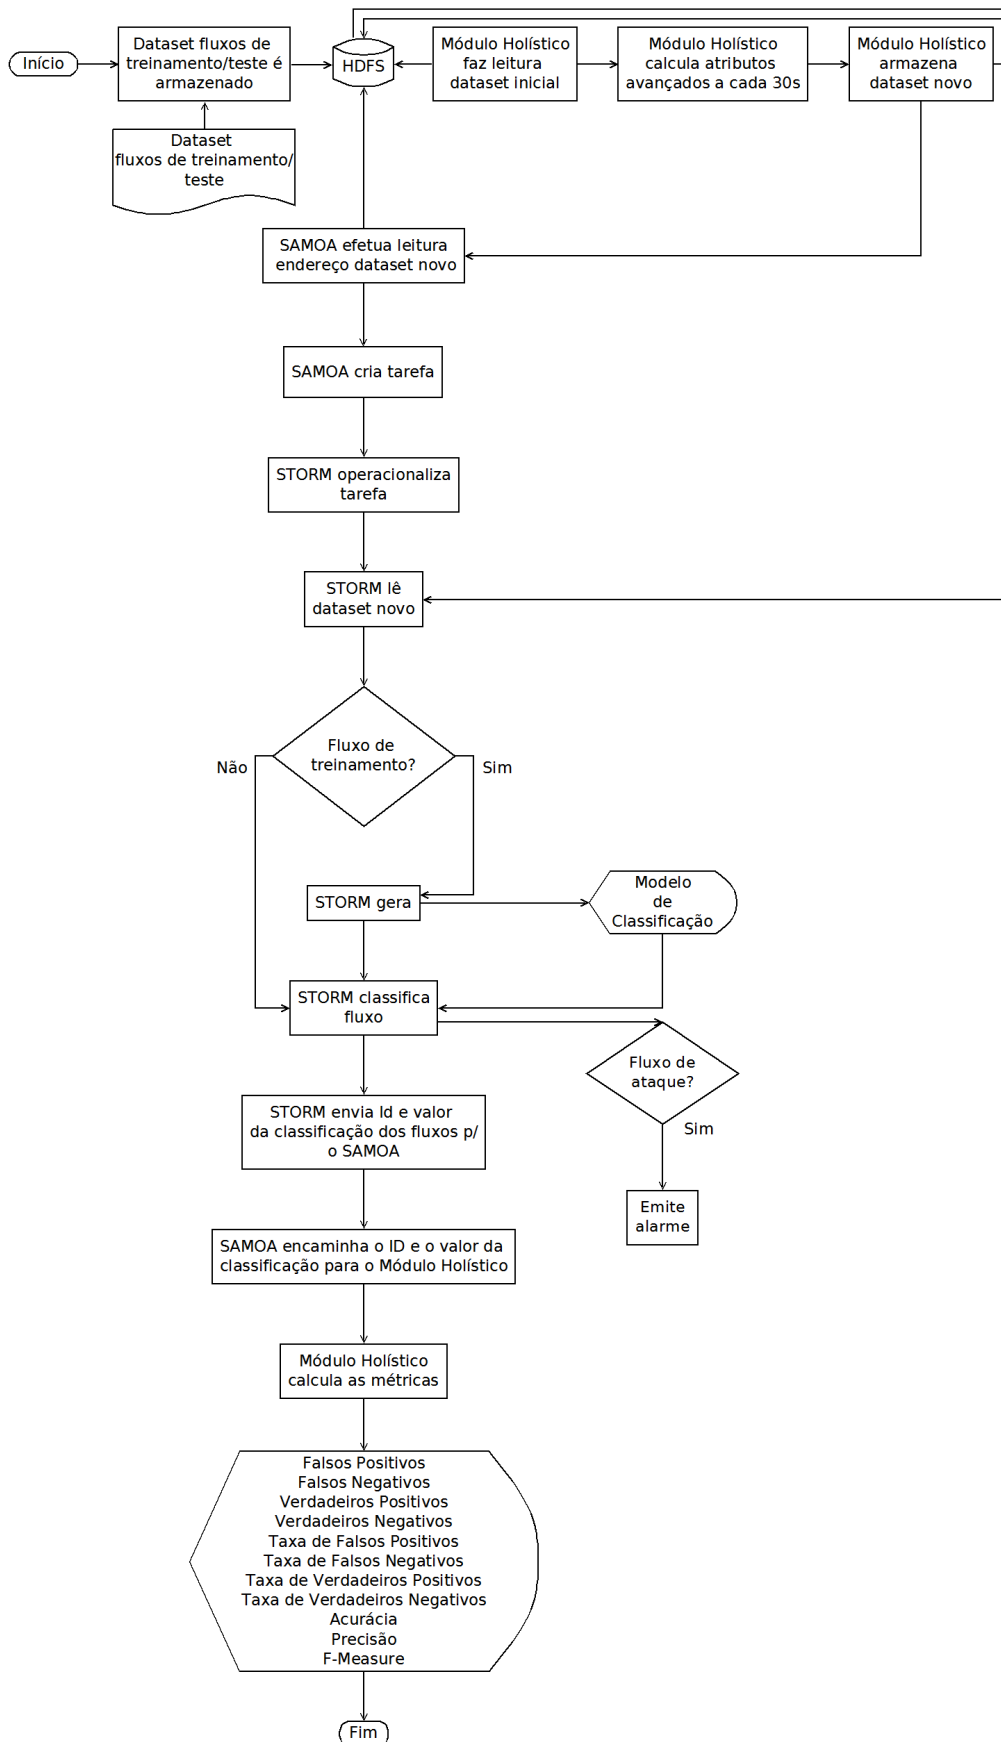 Início
Dataset fluxos de
treinamento/teste é
armazenado
HDFS
Módulo Holístico
faz leitura
dataset inicial
Módulo Holístico
calcula atributos
avançados a cada 30s
Módulo Holístico
armazena
dataset novo
Dataset
fluxos de treinamento/
teste
SAMOA efetua leitura
endereço dataset novo
SAMOA cria tarefa
STORM operacionaliza
tarefa
STORM lê
dataset novo
Fluxo de
treinamento?
Não
Sim
STORM gera
Modelo
de
Classificação
STORM classifica
fluxo
Fluxo de
ataque?
Sim
Emite
alarme
STORM envia Id e valor
da classificação dos fluxos p/
o SAMOA
SAMOA encaminha o ID e o valor da
classificação para o Módulo Holístico
Módulo Holístico
calcula as métricas
Falsos Positivos
Falsos Negativos
Verdadeiros Positivos
Verdadeiros Negativos
Taxa de Falsos Positivos
Taxa de Falsos Negativos
Taxa de Verdadeiros Positivos
Taxa de Verdadeiros Negativos
Acurácia
Precisão
F-Measure
Fim